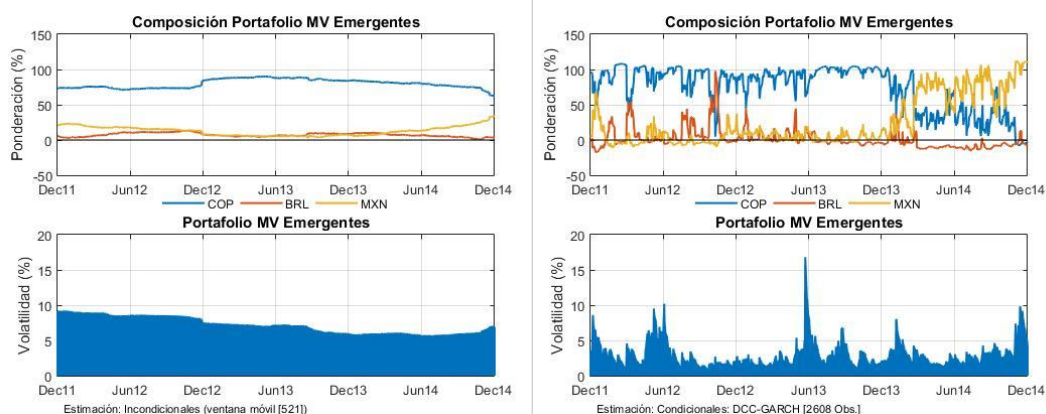 Composición Portafolio MV Emergentes
Ponderación (%)
150
100
50
0
-50
Dec11 Jun12 Dec12 Jun13 Dec13 Jun14 Dec14
COP BRL MXN
Portafolio MV Emergentes
Volatilidad (%)
20
15
10
5
0
Dec11 Jun12 Dec12 Jun13 Dec13 Jun14 Dec14
Estimación: Incondicionales (ventana móvil [521])
Composición Portafolio MV Emergentes
Ponderación (%)
150
100
50
0
-50
Dec11 Jun12 Dec12 Jun13 Dec13 Jun14 Dec14
COP BRL MXN
Portafolio MV Emergentes
Volatilidad (%)
20
15
10
5
0
Dec11 Jun12 Dec12 Jun13 Dec13 Jun14 Dec14
Estimación: Condicionales: DCC-GARCH [2608 Obs.]